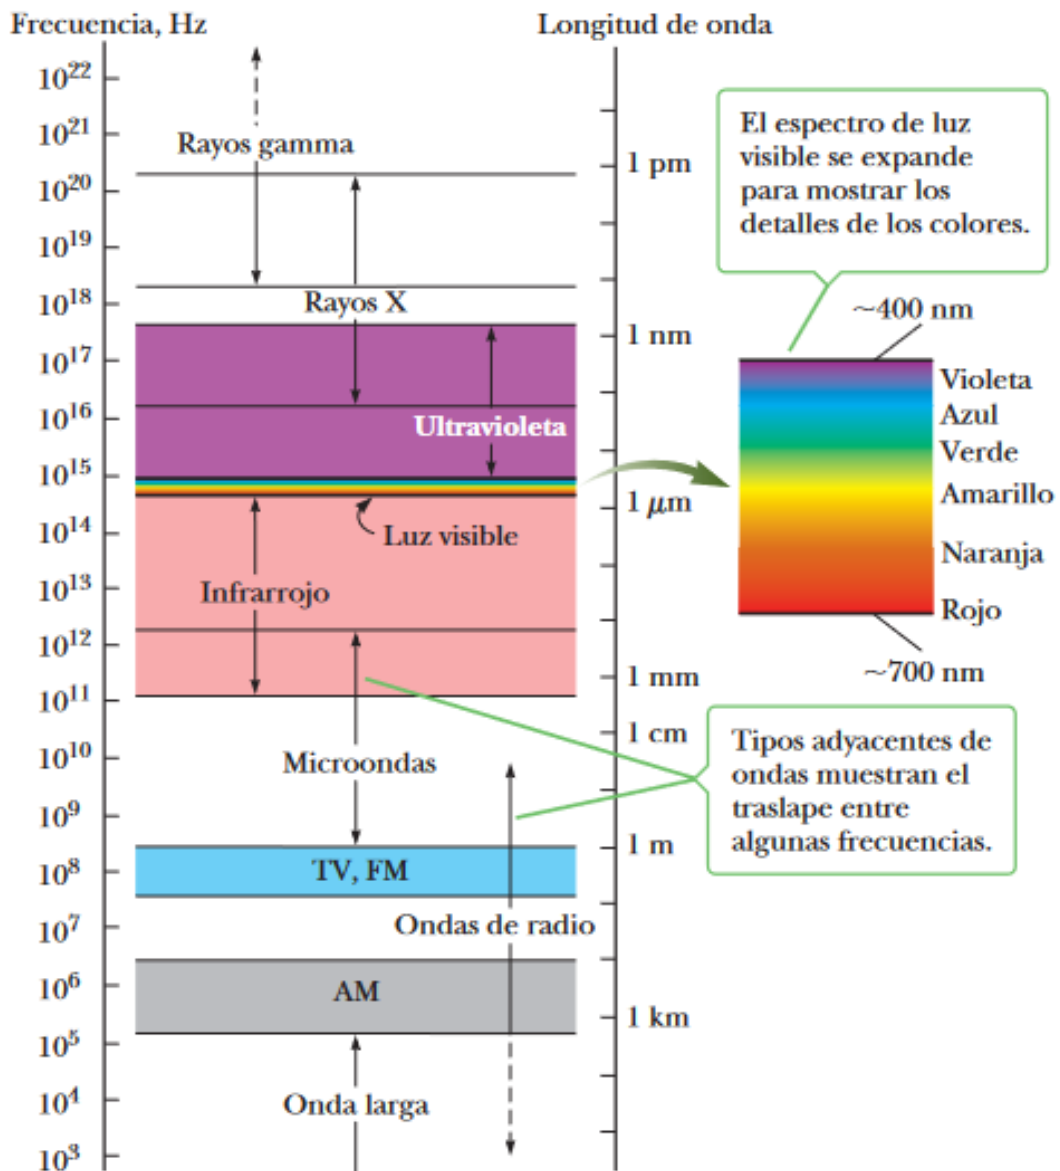 Frecuencia, Hz
Longitud de onda
10²²
10²¹
10²⁰
10¹⁹
10¹⁸
10¹⁷
10¹⁶
10¹⁵
10¹⁴
10¹³
10¹²
10¹¹
10¹⁰
10⁹
10⁸
10⁷
10⁶
10⁵
10⁴
10³
Rayos gamma
Rayos X
Ultravioleta
Luz visible
Infrarrojo
Microondas
TV, FM
Ondas de radio
AM
Onda larga
1 pm
1 nm
1 μm
1 mm
1 cm
1 m
1 km
El espectro de luz
visible se expande
para mostrar los
detalles de los colores.
~400 nm
Violeta
Azul
Verde
Amarillo
Naranja
Rojo
~700 nm
Tipos adyacentes de
ondas muestran el
traslape entre
algunas frecuencias.